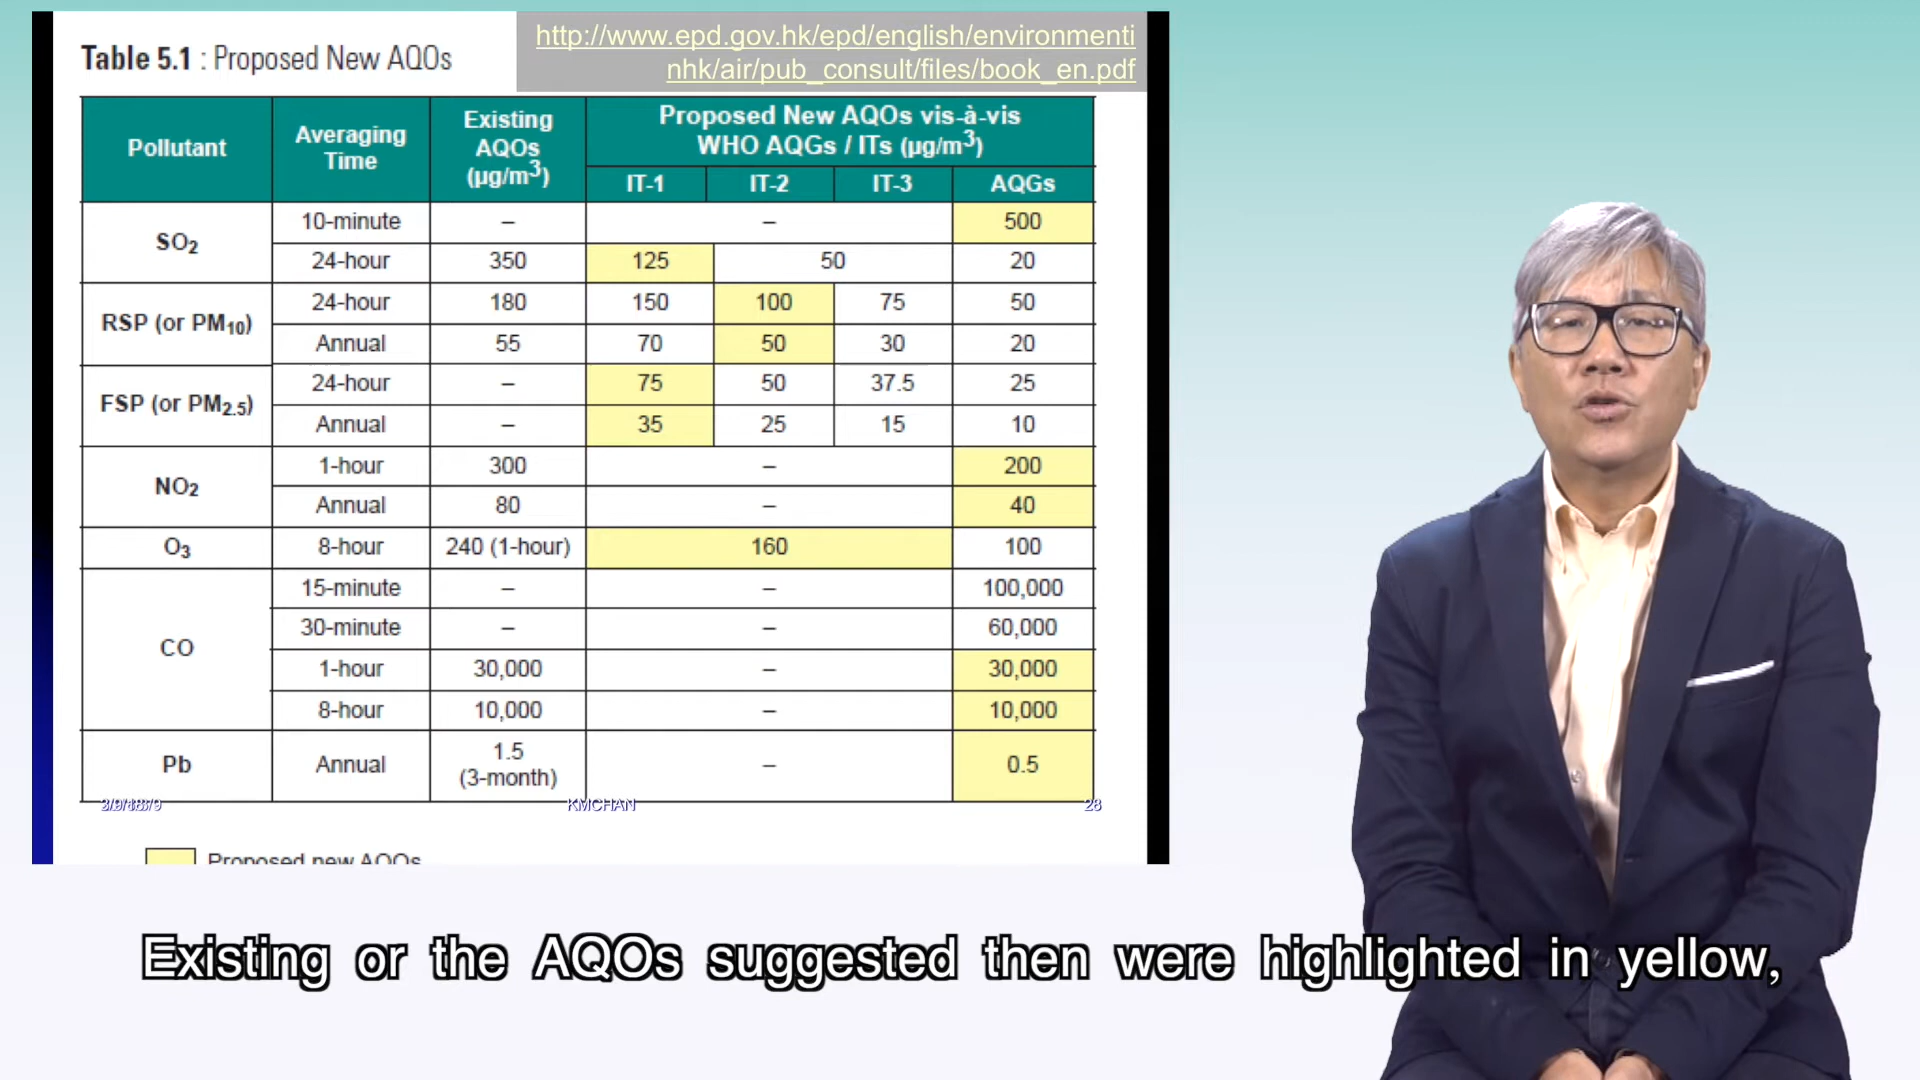 http://www.epd.gov.hk/epd/english/environmenti
nhk/air/pub_consult/files/book_en.pdf
Table 5.1 : Proposed New AQOs
Pollutant
Averaging
Time
Existing
AQOs
(µg/m³)
Proposed New AQOs vis-à-vis
WHO AQGs / ITs (µg/m³)
IT-1 IT-2 IT-3 AQGs
SO₂
10-minute – – 500
24-hour 350 125 50 20
RSP (or PM₁₀)
24-hour 180 150 100 75 50
Annual 55 70 50 30 20
FSP (or PM₂.₅)
24-hour – 75 50 37.5 25
Annual – 35 25 15 10
NO₂
1-hour 300 – 200
Annual 80 – 40
O₃ 8-hour 240 (1-hour) 160 100
CO
15-minute – – 100,000
30-minute – – 60,000
1-hour 30,000 – 30,000
8-hour 10,000 – 10,000
Pb Annual 1.5 (3-month) – 0.5
KMCHAN
28
Proposed new AQOs
Existing or the AQOs suggested then were highlighted in yellow,